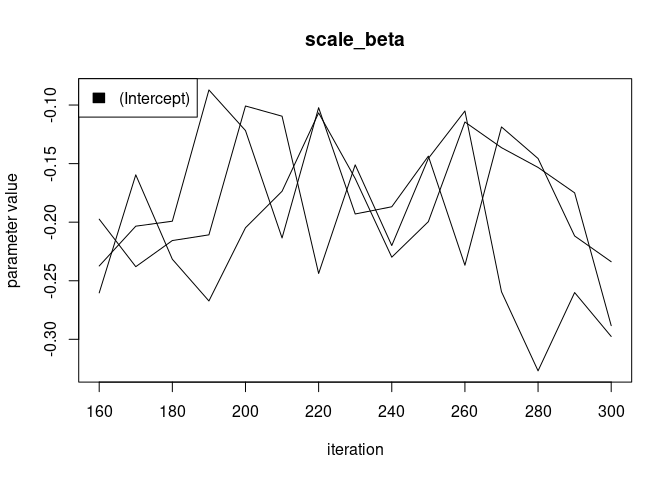 scale_beta
(Intercept)
-0.10
-0.15
-0.20
-0.25
-0.30
parameter value
160 180 200 220 240 260 280 300
iteration